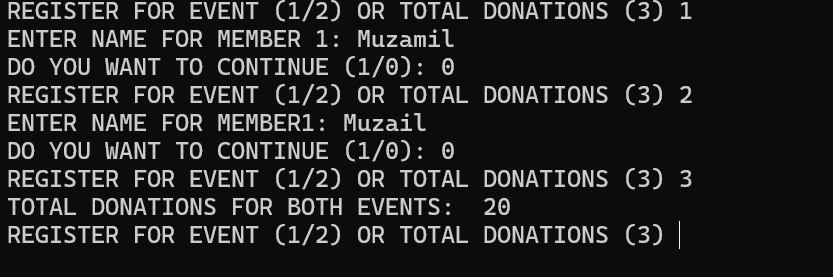 REGISTER FOR EVENT (1/2) OR TOTAL DONATIONS (3) 1
ENTER NAME FOR MEMBER 1: Muzamil
DO YOU WANT TO CONTINUE (1/0): 0
REGISTER FOR EVENT (1/2) OR TOTAL DONATIONS (3) 2
ENTER NAME FOR MEMBER1: Muzail
DO YOU WANT TO CONTINUE (1/0): 0
REGISTER FOR EVENT (1/2) OR TOTAL DONATIONS (3) 3
TOTAL DONATIONS FOR BOTH EVENTS:  20
REGISTER FOR EVENT (1/2) OR TOTAL DONATIONS (3)